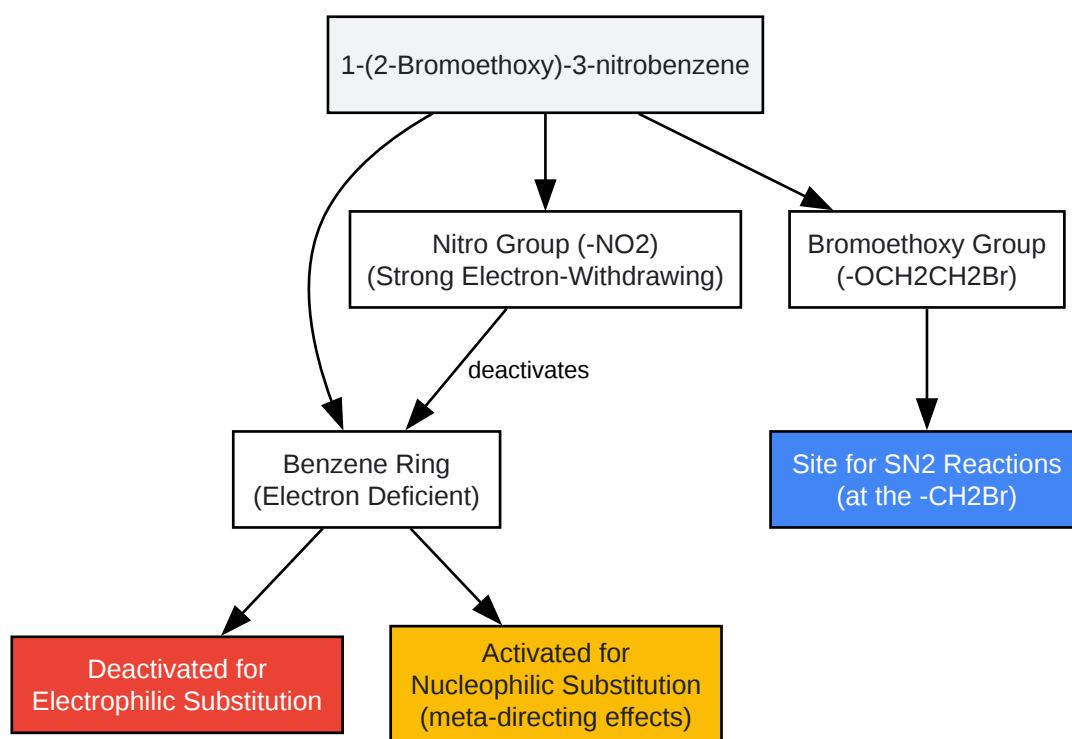 1-(2-Bromoethoxy)-3-nitrobenzene
Nitro Group (-NO2)
(Strong Electron-Withdrawing)
Bromoethoxy Group
(-OCH2CH2Br)
deactivates
Benzene Ring
(Electron Deficient)
Site for SN2 Reactions
(at the -CH2Br)
Deactivated for
Electrophilic Substitution
Activated for
Nucleophilic Substitution
(meta-directing effects)